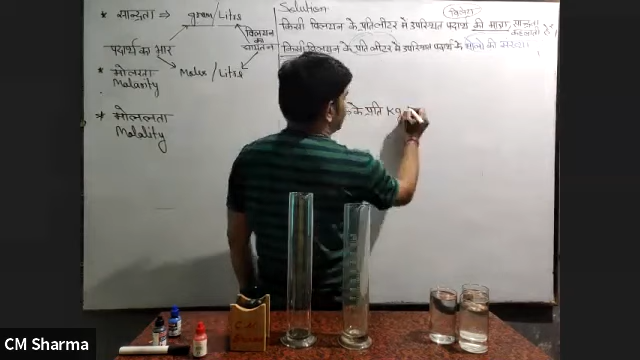 Solution
* सान्द्रता ⇒ gram/Litre
विलयन का आयतन
पदार्थ का भार
* मोलरता Moles/Litre
Molarity
* मोललता
Molality
किसी विलयन के प्रति लीटर में उपस्थित पदार्थ की मात्रा, सान्द्रता कहलाती है।
किसी विलयन के प्रति लीटर में उपस्थित पदार्थ के मोलो की संख्या।
के प्रति Kg
CM Sharma